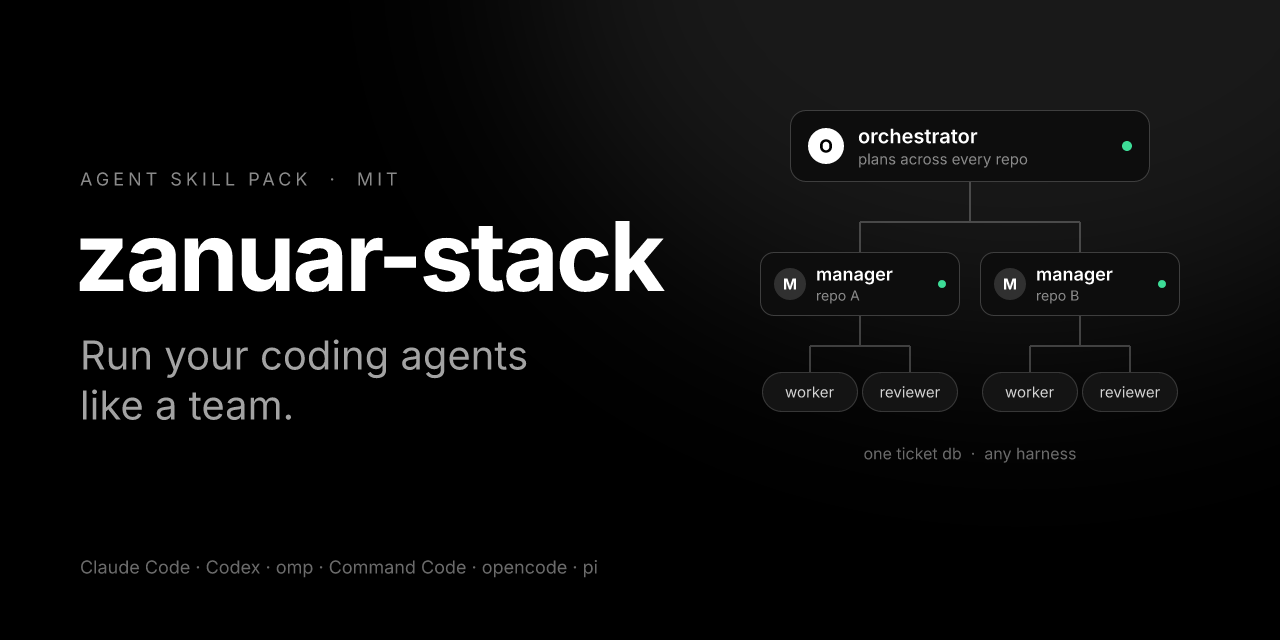 AGENT SKILL PACK · MIT
zanuar-stack
Run your coding agents
like a team.
Claude Code · Codex · omp · Command Code · opencode · pi
O
orchestrator
plans across every repo
M
manager
repo A
M
manager
repo B
worker
reviewer
worker
reviewer
one ticket db · any harness